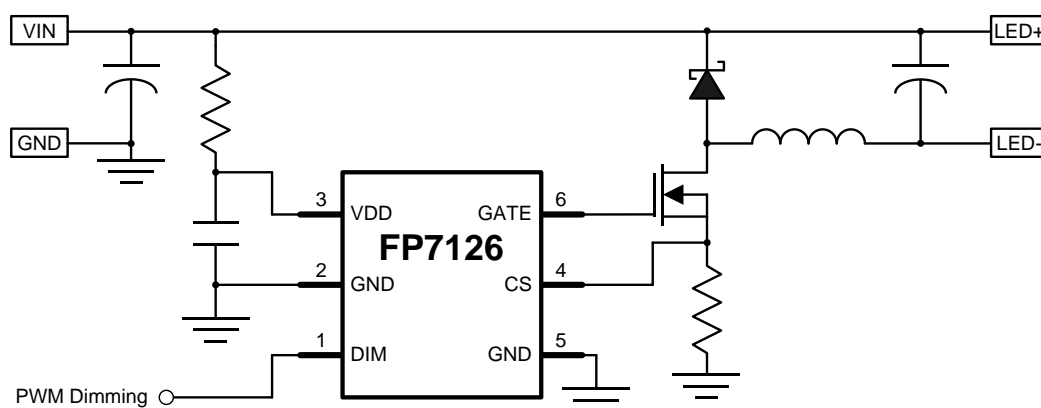 VIN
LED+
GND
LED-
3
VDD
GATE
6
FP7126
2
GND
CS
4
1
DIM
GND
5
PWM Dimming